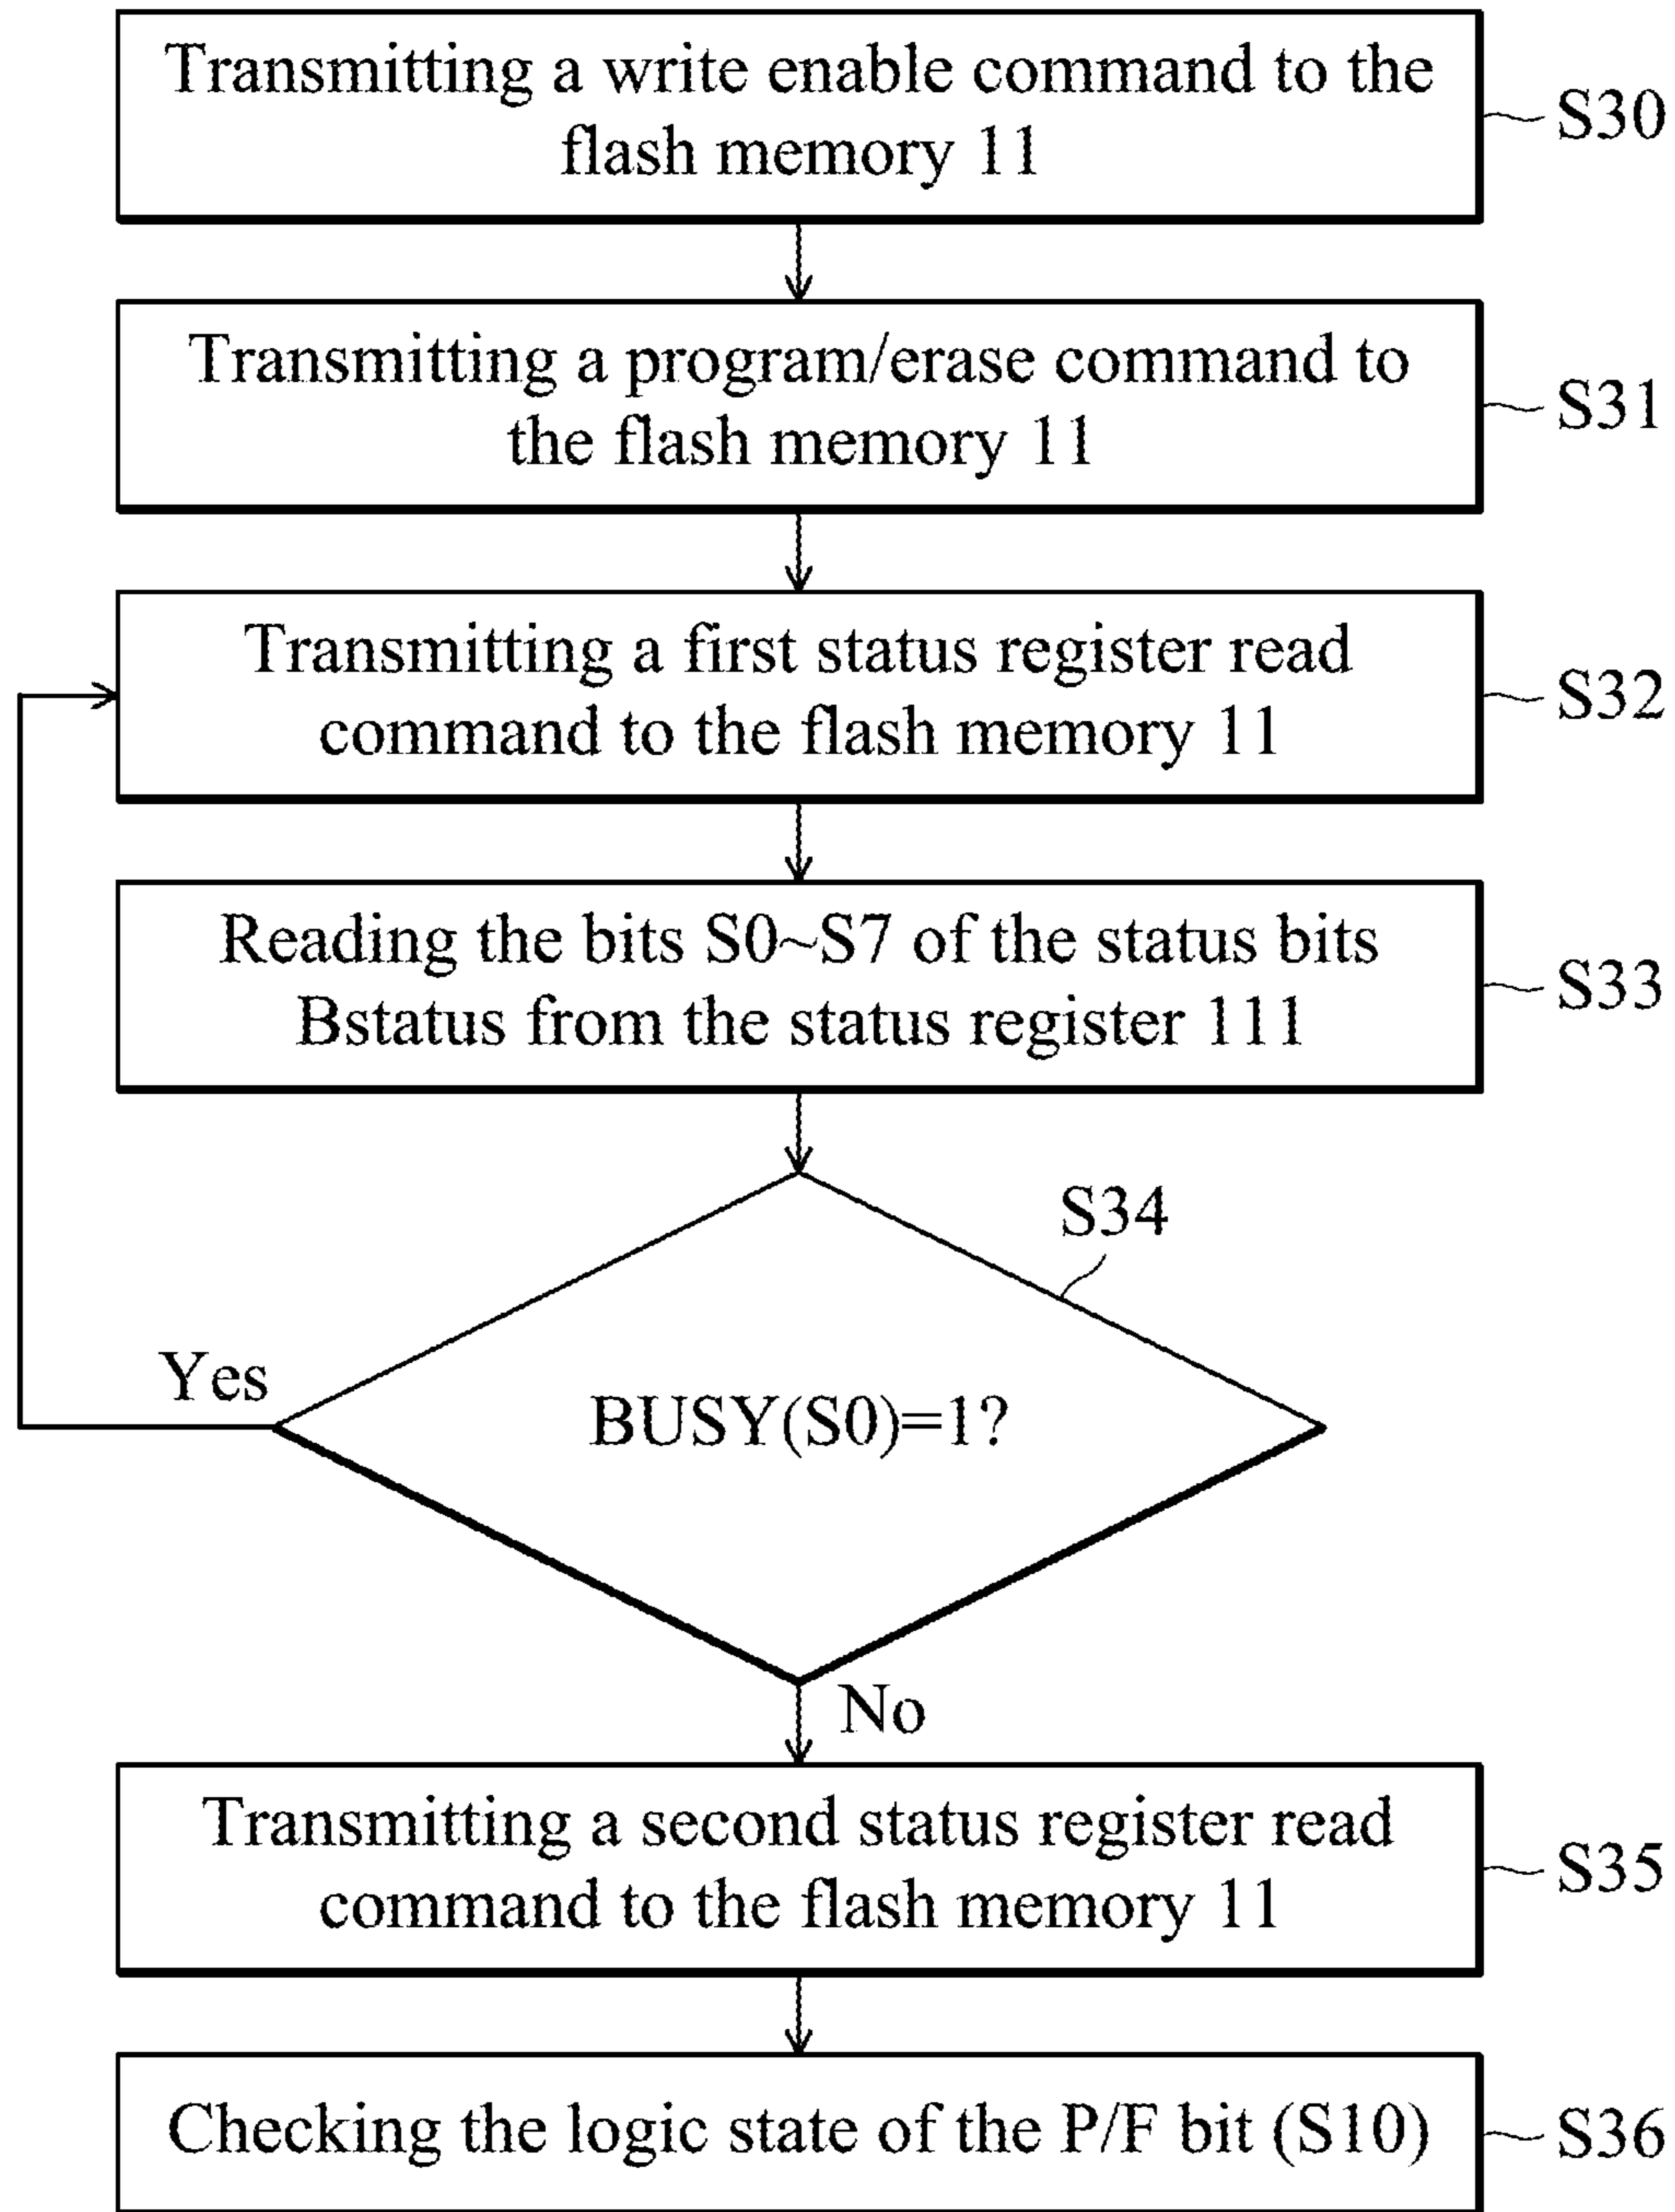 Transmitting a write enable command to the
flash memory 11
S30
Transmitting a program/erase command to
the flash memory 11
S31
Transmitting a first status register read
command to the flash memory 11
S32
Reading the bits S0~S7 of the status bits
Bstatus from the status register 111
S33
S34
Yes
BUSY(S0)=1?
No
Transmitting a second status register read
command to the flash memory 11
S35
Checking the logic state of the P/F bit (S10)
S36